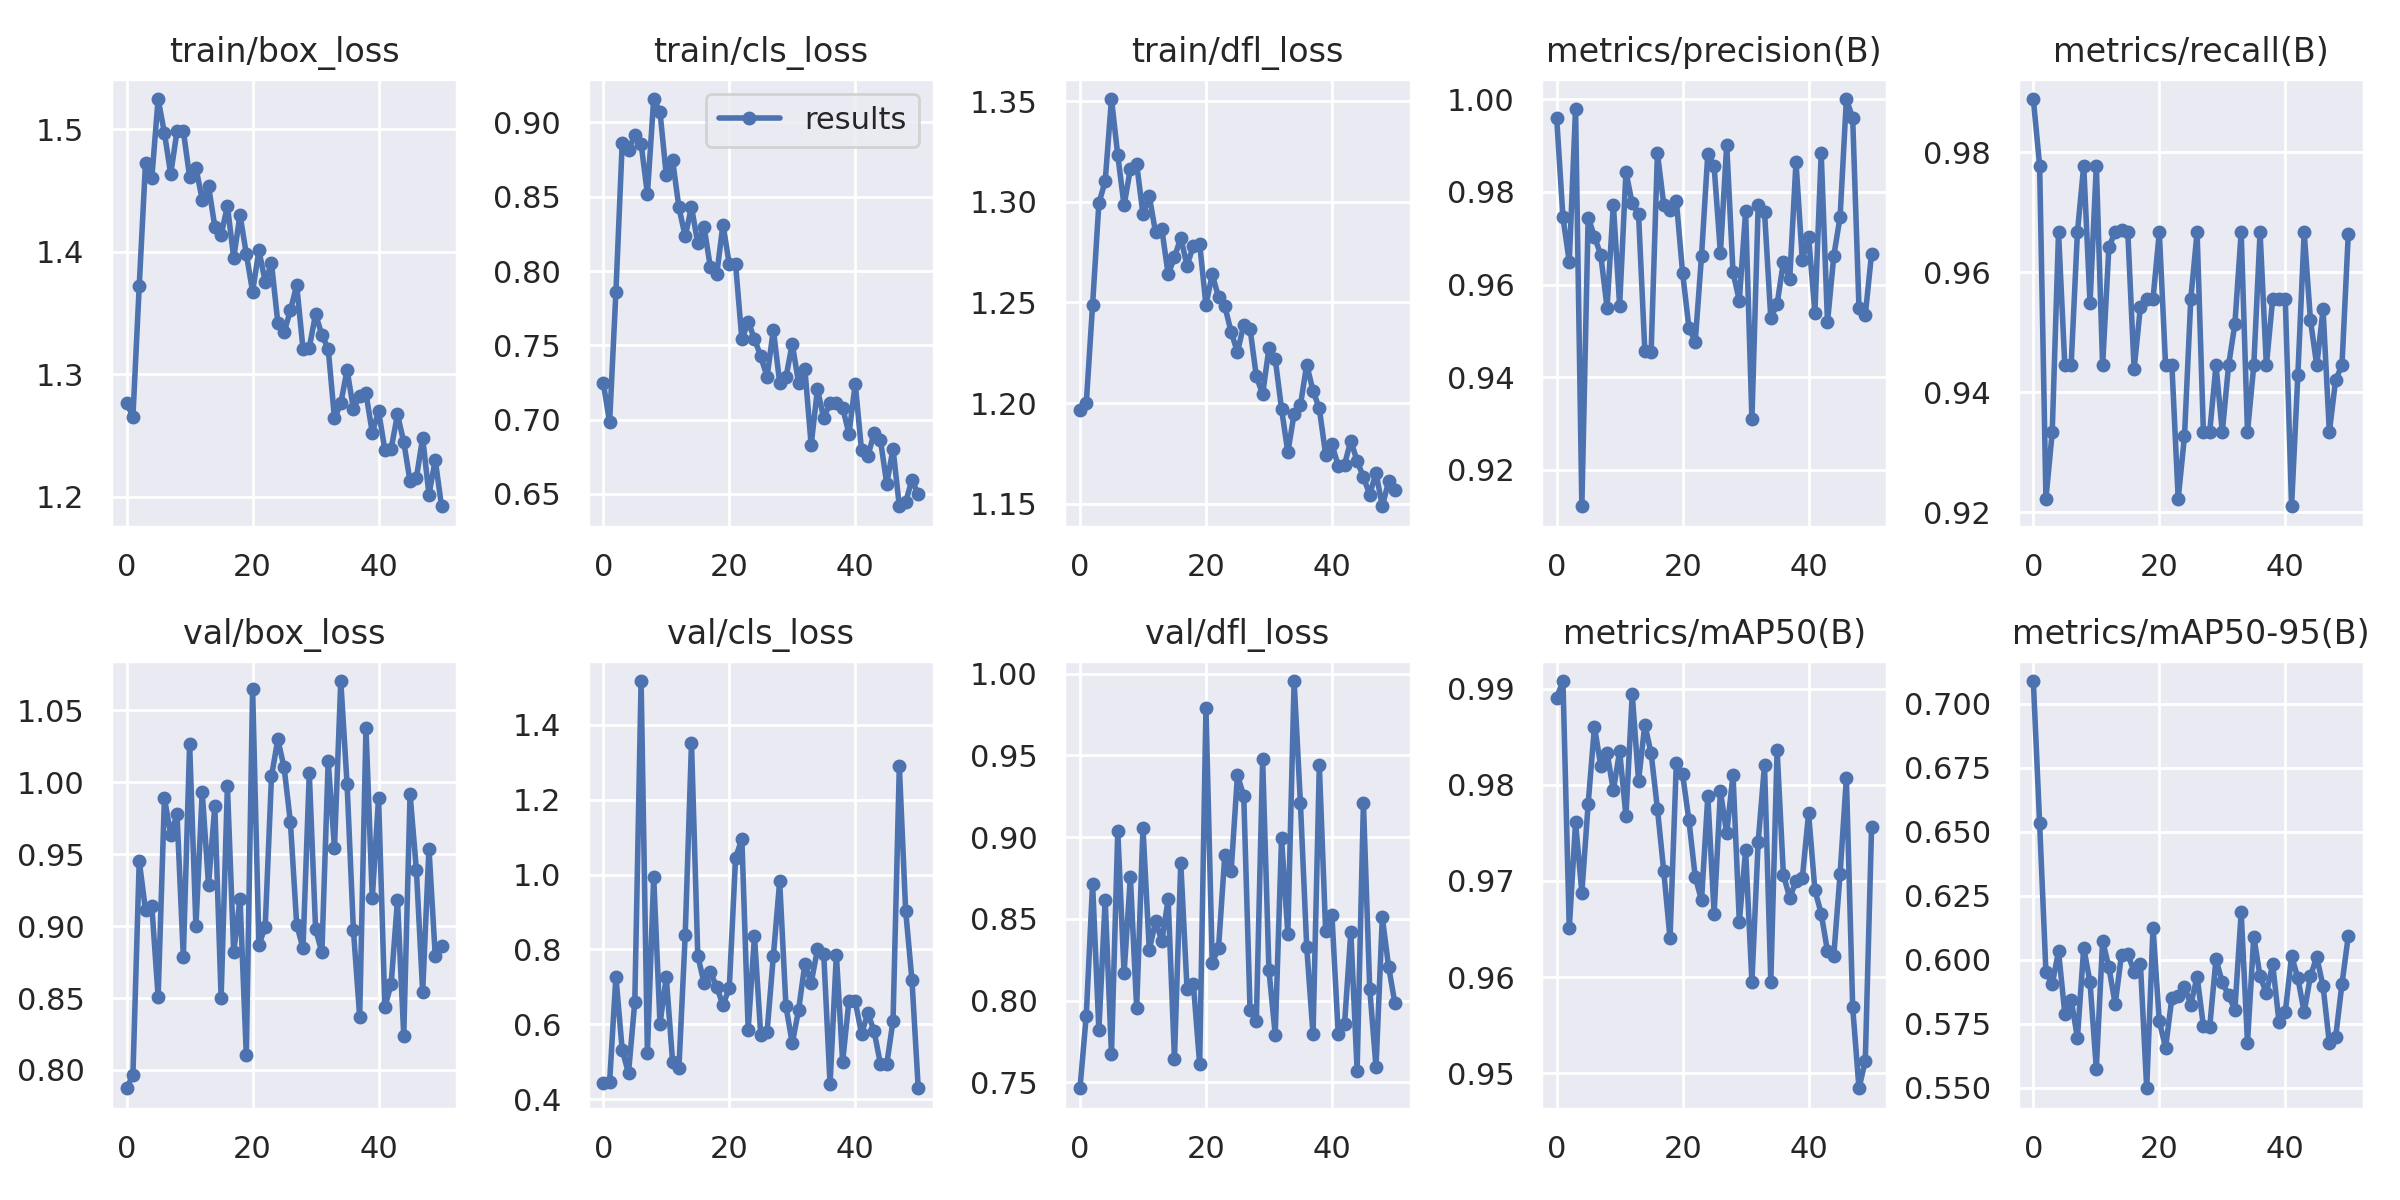 train/box_loss
train/cls_loss
train/dfl_loss
metrics/precision(B)
metrics/recall(B)
results
1.5
1.4
1.3
1.2
0 20 40
0.90
0.85
0.80
0.75
0.70
0.65
0 20 40
1.35
1.30
1.25
1.20
1.15
0 20 40
1.00
0.98
0.96
0.94
0.92
0 20 40
0.98
0.96
0.94
0.92
0 20 40
val/box_loss
val/cls_loss
val/dfl_loss
metrics/mAP50(B)
metrics/mAP50-95(B)
1.05
1.00
0.95
0.90
0.85
0.80
0 20 40
1.4
1.2
1.0
0.8
0.6
0.4
0 20 40
1.00
0.95
0.90
0.85
0.80
0.75
0 20 40
0.99
0.98
0.97
0.96
0.95
0 20 40
0.700
0.675
0.650
0.625
0.600
0.575
0.550
0 20 40